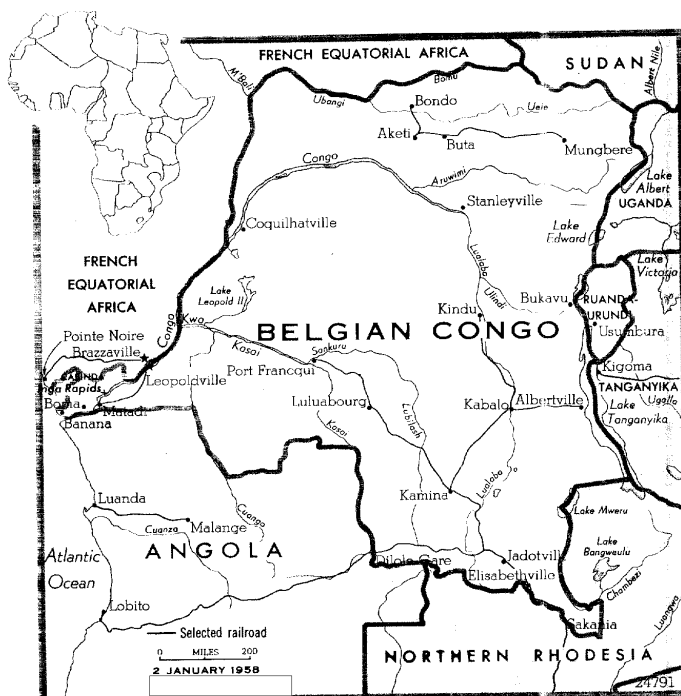 FRENCH EQUATORIAL AFRICA
SUDAN
Albert Nile
M'Bali
Ubangi
Bomu
Bondo
Uele
Aketi
Buta
Mungbere
Congo
Aruwimi
Lake
Albert
UGANDA
Stanleyville
Coquilhatville
Lake
Edward
FRENCH
EQUATORIAL
AFRICA
Lake
Leopold II
Lualaba
Ulindi
Lake
Victoria
Bukavu
RUANDA-
URUNDI
Usumbura
Kindu
Pointe Noire
Brazzaville
Congo
Kwa
BELGIAN CONGO
Kasai
Sankuru
Port Francqui
Kigoma
TANGANYIKA
Ugalla
Leopoldville
Inga Rapids
Boma
Matadi
Banana
Luluabourg
Lubilash
Kabalo
Albertville
Lake
Tanganyika
Kasai
Kamina
Lualaba
Luanda
Cuanza
Malange
Cuango
Lake Mweru
Lake
Bangweulu
Chambezi
ANGOLA
Dilolo Gare
Jadotville
Elisabethville
Atlantic
Ocean
Lobito
Sakania
Luangwa
Selected railroad
0 MILES 200
2 JANUARY 1958
NORTHERN RHODESIA
24791